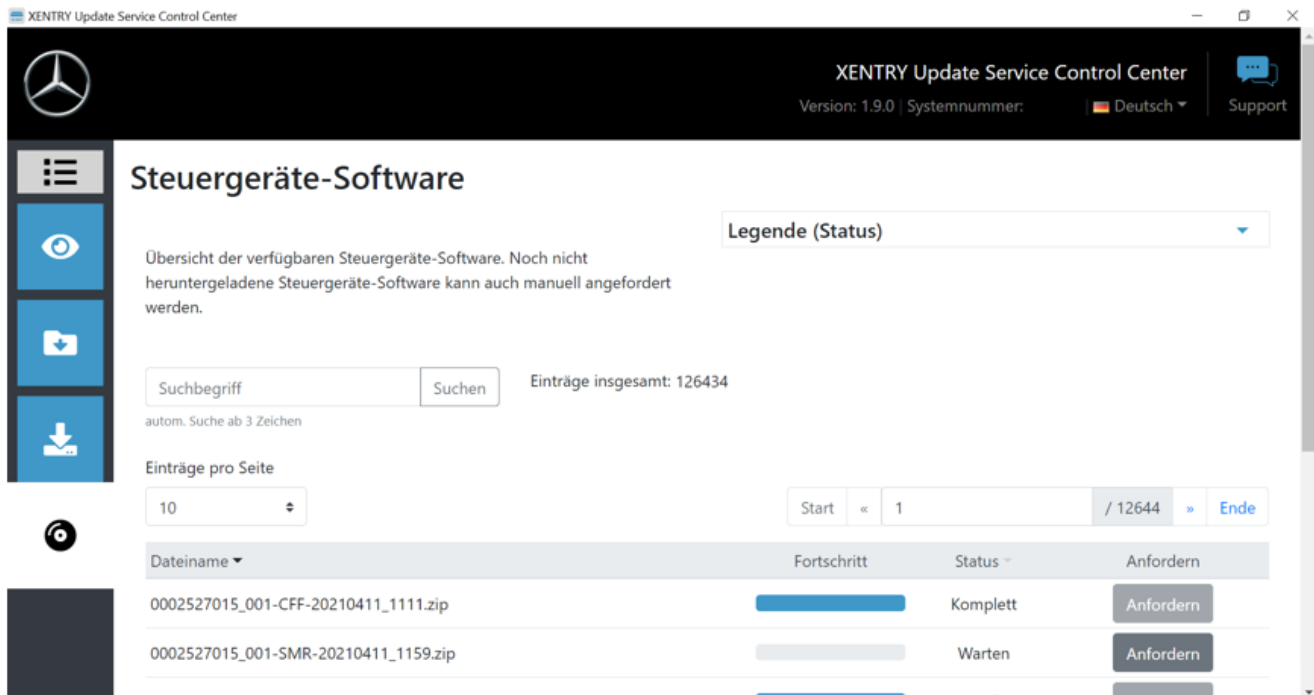 XENTRY Update Service Control Center
XENTRY Update Service Control Center
Version: 1.9.0 | Systemnummer: | Deutsch
Support
Steuergeräte-Software
Legende (Status)
Übersicht der verfügbaren Steuergeräte-Software. Noch nicht
heruntergeladene Steuergeräte-Software kann auch manuell angefordert
werden.
Suchbegriff Suchen Einträge insgesamt: 126434
autom. Suche ab 3 Zeichen
Einträge pro Seite
10 Start « 1 / 12644 » Ende
Dateiname Fortschritt Status Anfordern
0002527015_001-CFF-20210411_1111.zip Komplett Anfordern
0002527015_001-SMR-20210411_1159.zip Warten Anfordern